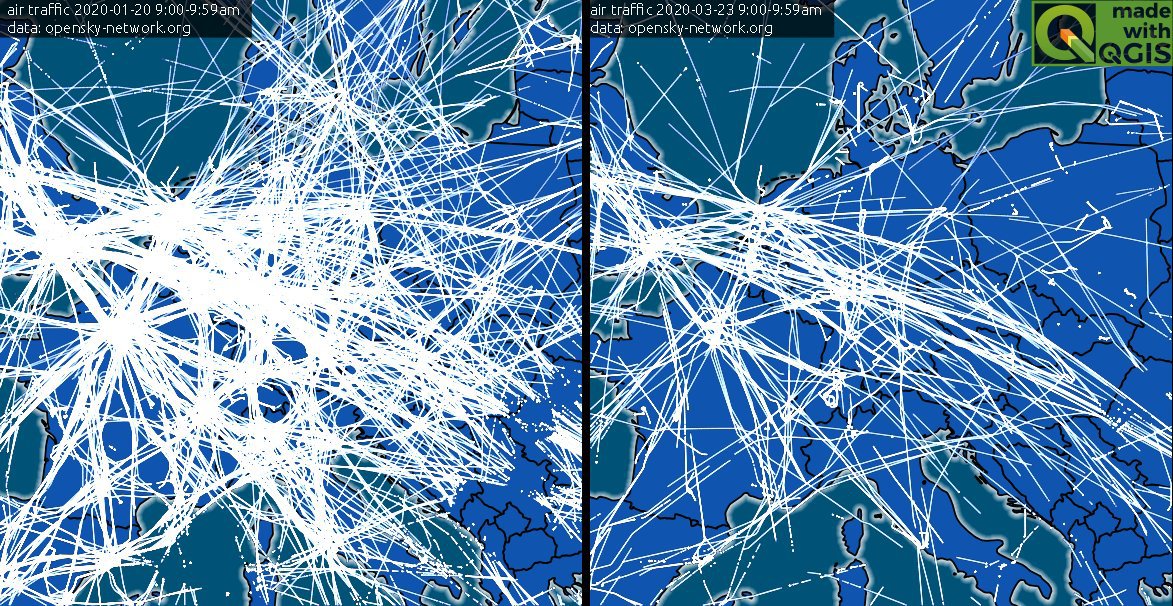 air traffic 2020-01-20 9:00-9:59am
data: opensky-network.org
air traffic 2020-03-23 9:00-9:59am
data: opensky-network.org
made
with
QGIS